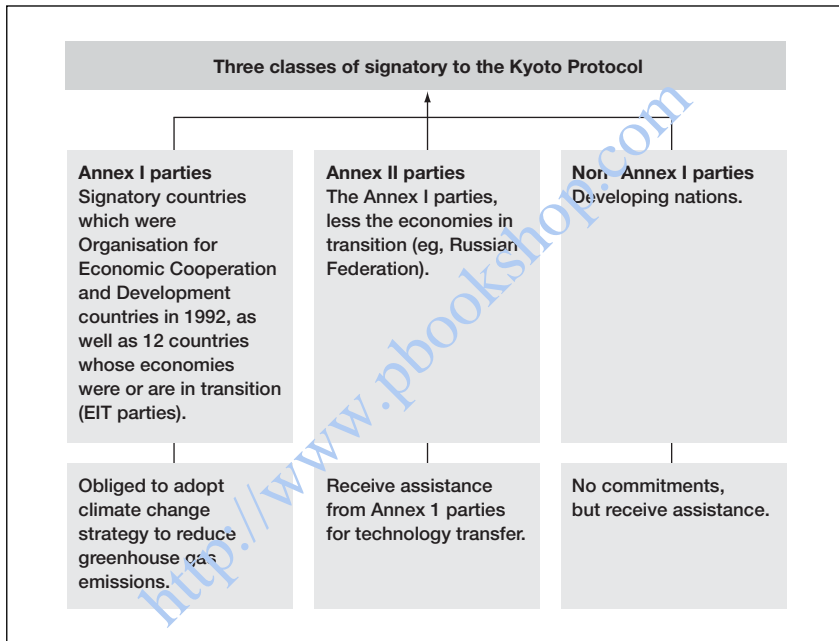 Three classes of signatory to the Kyoto Protocol
Annex I parties
Signatory countries
which were
Organisation for
Economic Cooperation
and Development
countries in 1992, as
well as 12 countries
whose economies
were or are in transition
(EIT parties).
Annex II parties
The Annex I parties,
less the economies in
transition (eg, Russian
Federation).
Non-Annex I parties
Developing nations.
Obliged to adopt
climate change
strategy to reduce
greenhouse gas
emissions.
Receive assistance
from Annex 1 parties
for technology transfer.
No commitments,
but receive assistance.
http://www.pbookshop.com